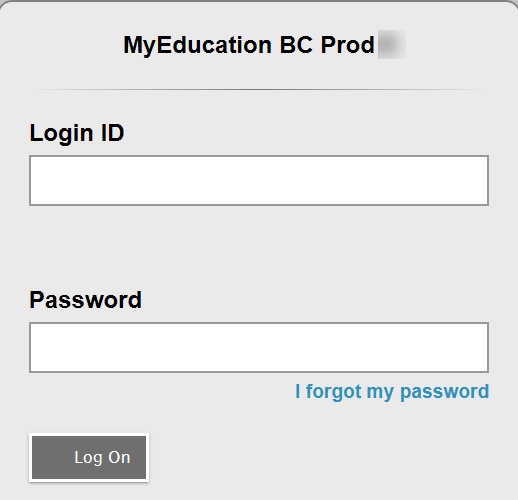 MyEducation BC Prod
Login ID
Password
I forgot my password
Log On